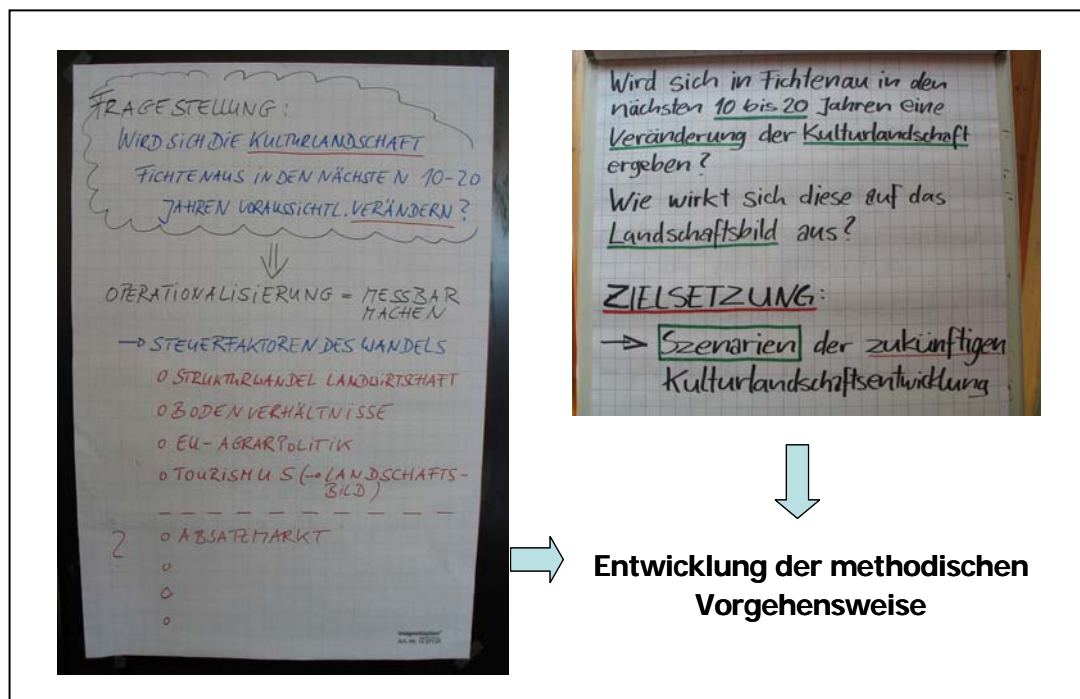 FRAGESTELLUNG:
WIRD SICH DIE KULTURLANDSCHAFT
FICHTENAUS IN DEN NÄCHSTEN 10-20
JAHREN VORAUSSICHTL. VERÄNDERN?
OPERATIONALISIERUNG = MESSBAR
MACHEN
→ STEUERFAKTOREN DES WANDELS
o STRUKTURWANDEL LANDWIRTSCHAFT
o BODENVERHÄLTNISSE
o EU-AGRARPOLITIK
o TOURISMUS (→ LANDSCHAFTS-
BILD)
? o ABSATZMARKT
o
o
o
magnetoplan
Wird sich in Fichtenau in den
nächsten 10 bis 20 Jahren eine
Veränderung der Kulturlandschaft
ergeben?
Wie wirkt sich diese auf das
Landschaftsbild aus?
ZIELSETZUNG:
→ Szenarien der zukünftigen
Kulturlandschaftsentwicklung
Entwicklung der methodischen
Vorgehensweise